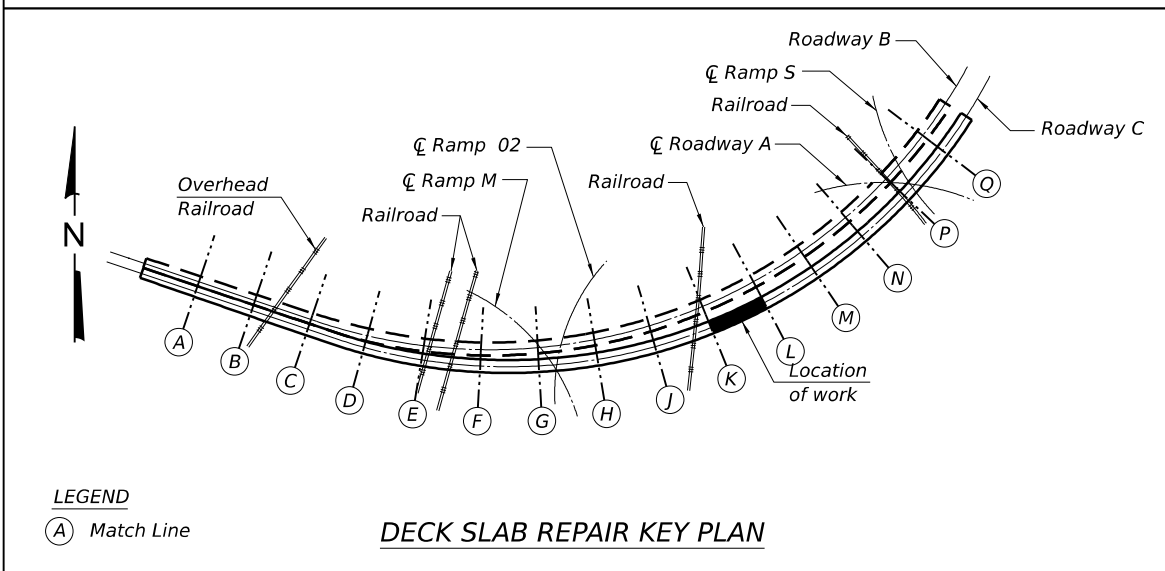 Roadway B
℄ Ramp S
Railroad
Roadway C
℄ Ramp 02
℄ Roadway A
℄ Ramp M
Overhead
Railroad
Railroad
Railroad
N
Q
P
N
M
L
K
J
H
G
F
E
D
C
B
A
Location
of work
LEGEND
A Match Line
DECK SLAB REPAIR KEY PLAN